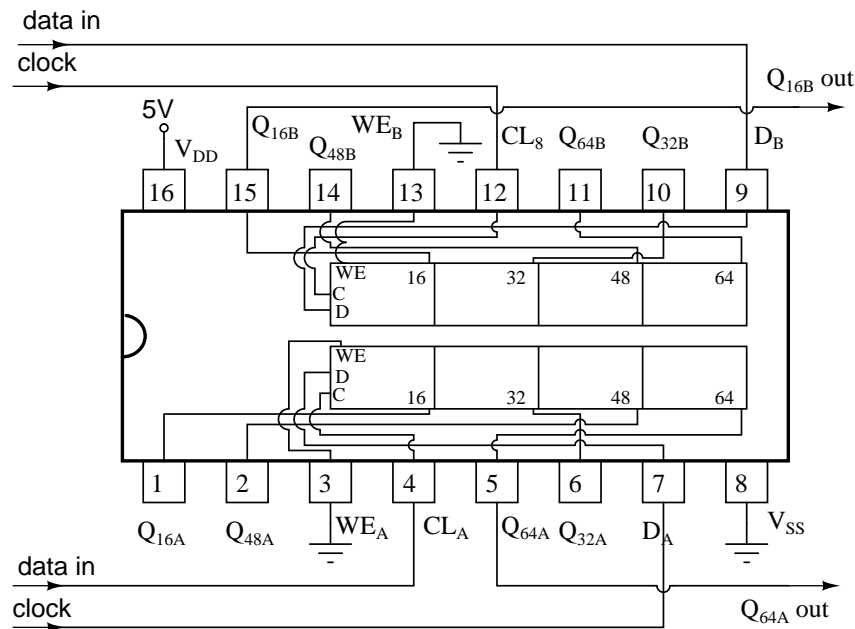 data in
clock
Q16B out
5V
VDD
Q16B
Q48B
WEB
CL8
Q64B
Q32B
DB
16 15 14 13 12 11 10 9
WE 16 32 48 64
C
D
WE
D
C 16 32 48 64
1 2 3 4 5 6 7 8
Q16A Q48A WEA CLA Q64A Q32A DA VSS
data in
clock
Q64A out